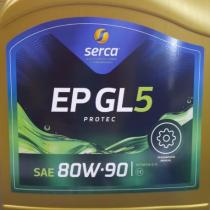 serca
EP GL5
PROTEC
SAE 80W-90